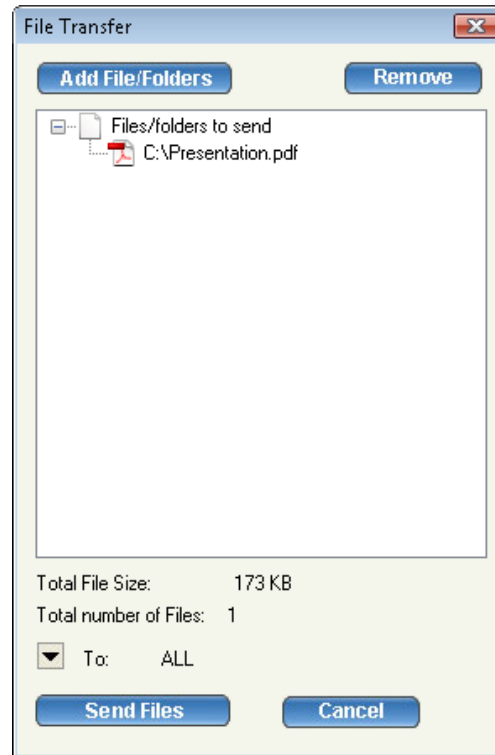 File Transfer
Add File/Folders Remove
Files/folders to send
C:\Presentation.pdf
Total File Size: 173 KB
Total number of Files: 1
To: ALL
Send Files Cancel